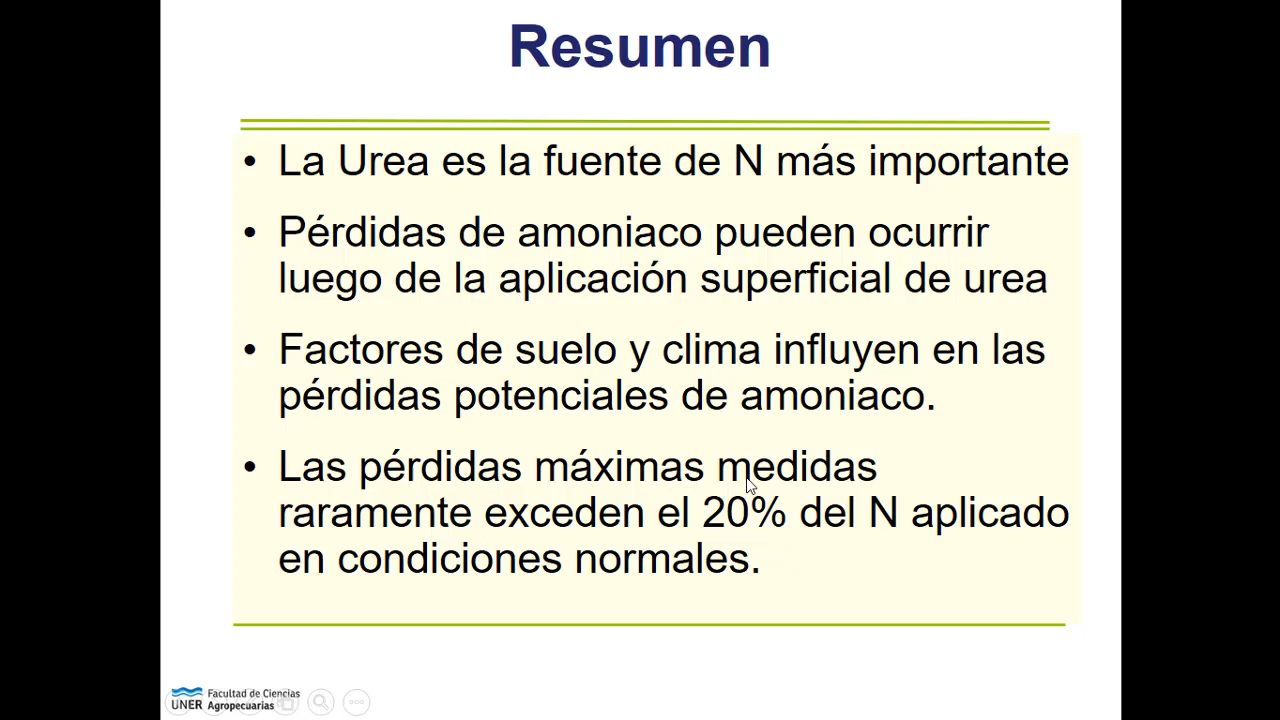 Resumen
• La Urea es la fuente de N más importante
• Pérdidas de amoniaco pueden ocurrir
luego de la aplicación superficial de urea
• Factores de suelo y clima influyen en las
pérdidas potenciales de amoniaco.
• Las pérdidas máximas medidas
raramente exceden el 20% del N aplicado
en condiciones normales.
UNER Facultad de Ciencias
Agropecuarias